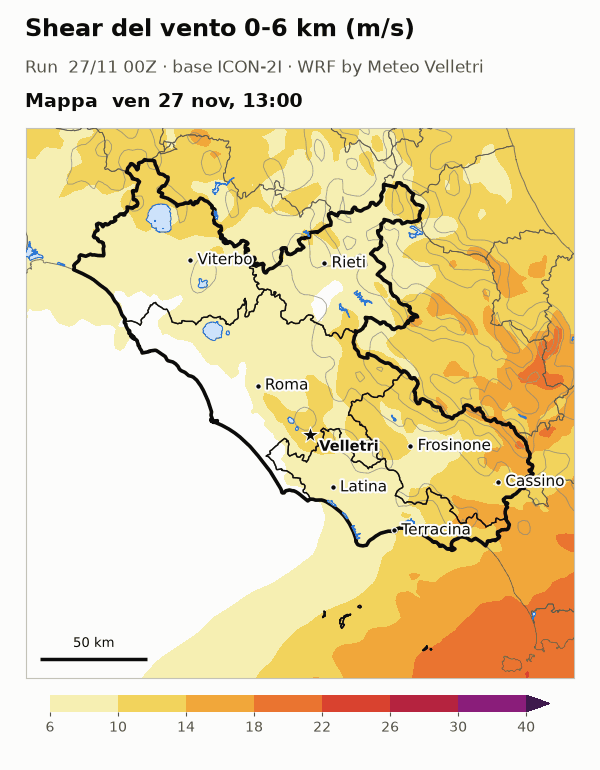 Shear del vento 0-6 km (m/s)
Run  27/11 00Z · base ICON-2I · WRF by Meteo Velletri
Mappa  ven 27 nov, 13:00
Viterbo
Rieti
Roma
Velletri
Frosinone
Cassino
Latina
Terracina
50 km
6 10 14 18 22 26 30 40